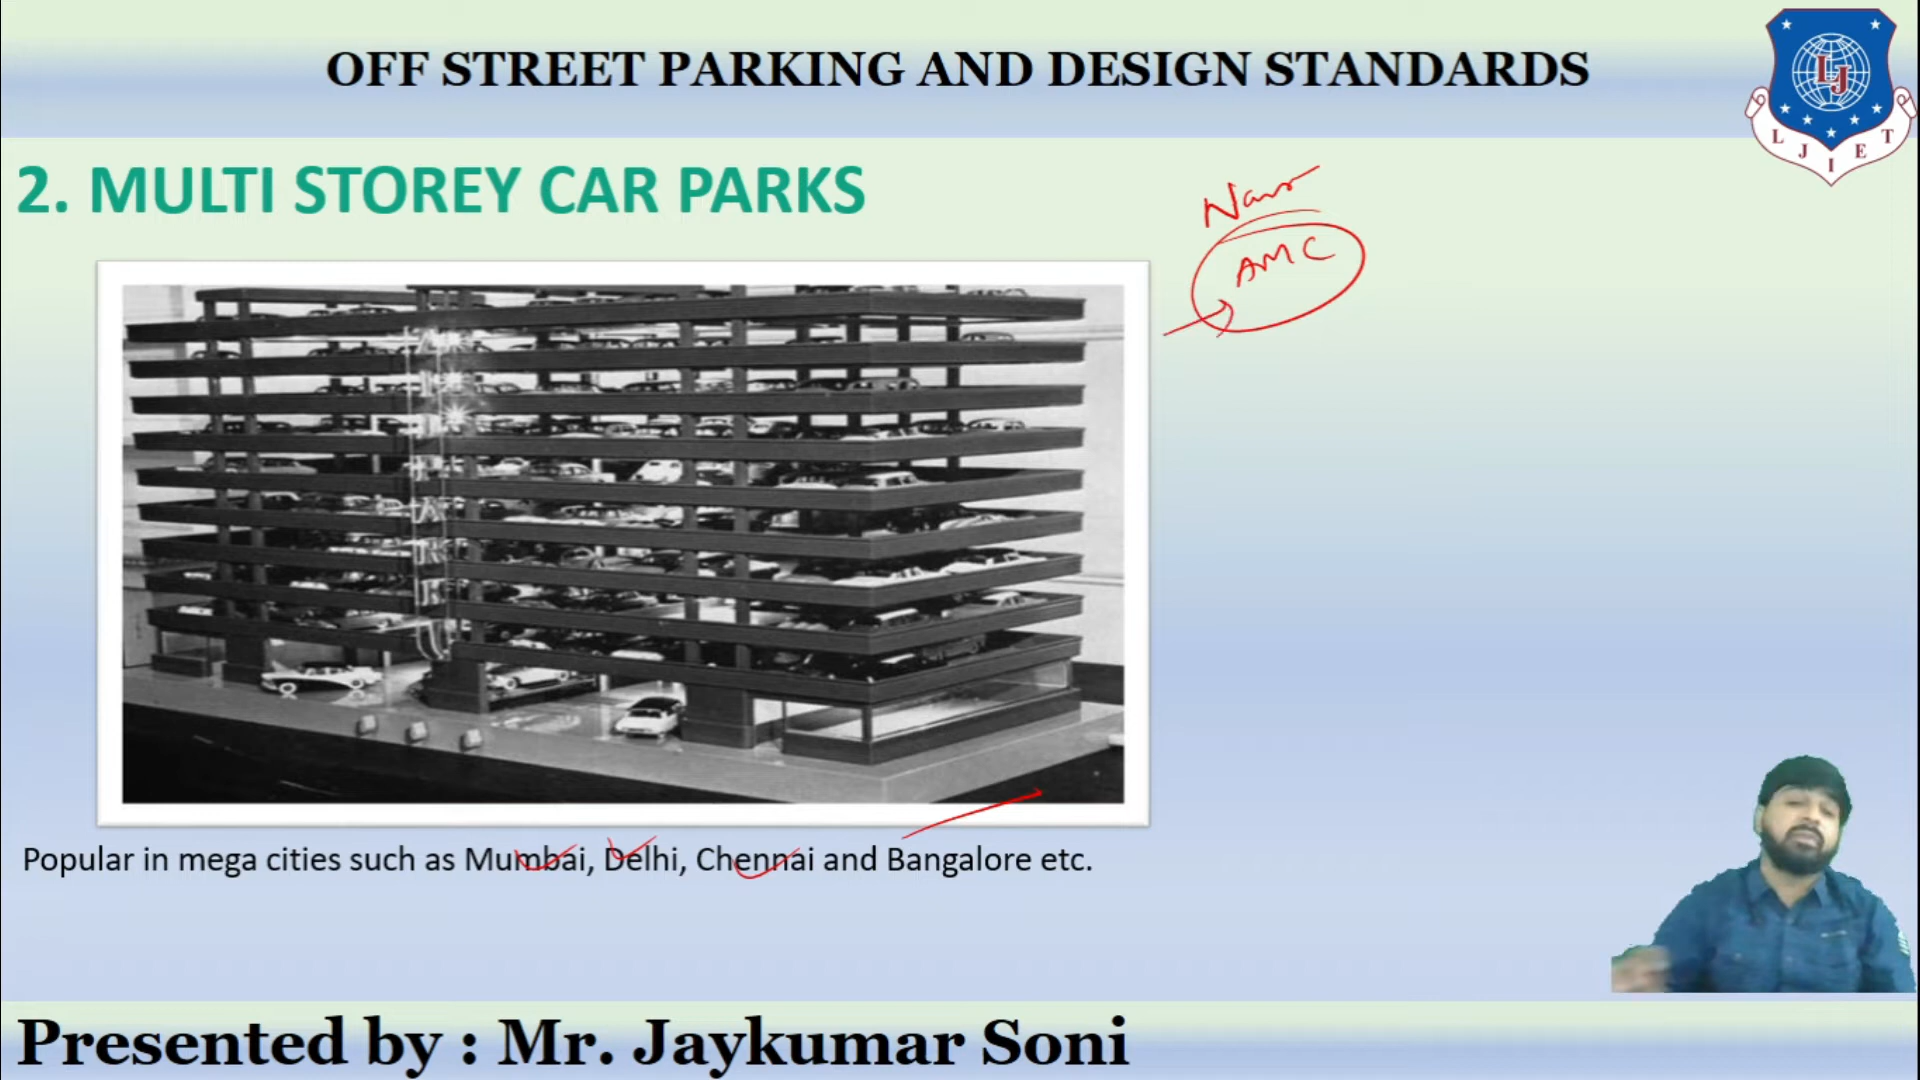 OFF STREET PARKING AND DESIGN STANDARDS
LJ
L J I E T
2. MULTI STOREY CAR PARKS
AMC
Popular in mega cities such as Mumbai, Delhi, Chennai and Bangalore etc.
Presented by : Mr. Jaykumar Soni